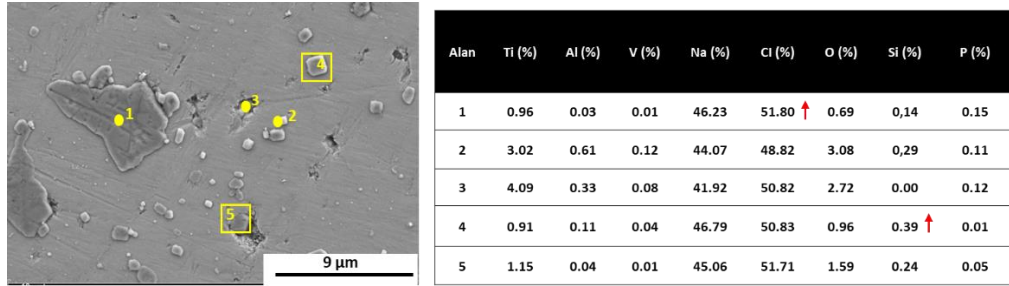 1
2
3
4
5
9 µm
Alan Ti (%) Al (%) V (%) Na (%) Cl (%) O (%) Si (%) P (%)
1 0.96 0.03 0.01 46.23 51.80 0.69 0,14 0.15
2 3.02 0.61 0.12 44.07 48.82 3.08 0,29 0.11
3 4.09 0.33 0.08 41.92 50.82 2.72 0.00 0.12
4 0.91 0.11 0.04 46.79 50.83 0.96 0.39 0.01
5 1.15 0.04 0.01 45.06 51.71 1.59 0.24 0.05